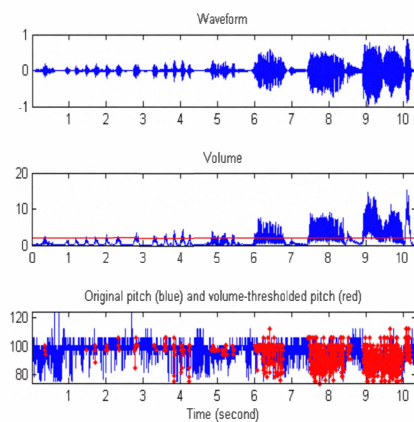 Waveform
1
0
-1
1 2 3 4 5 6 7 8 9 10
Volume
20
10
0
0 1 2 3 4 5 6 7 8 9 10
Original pitch (blue) and volume-thresholded pitch (red)
120
100
80
0 1 2 3 4 5 6 7 8 9 10
Time (second)